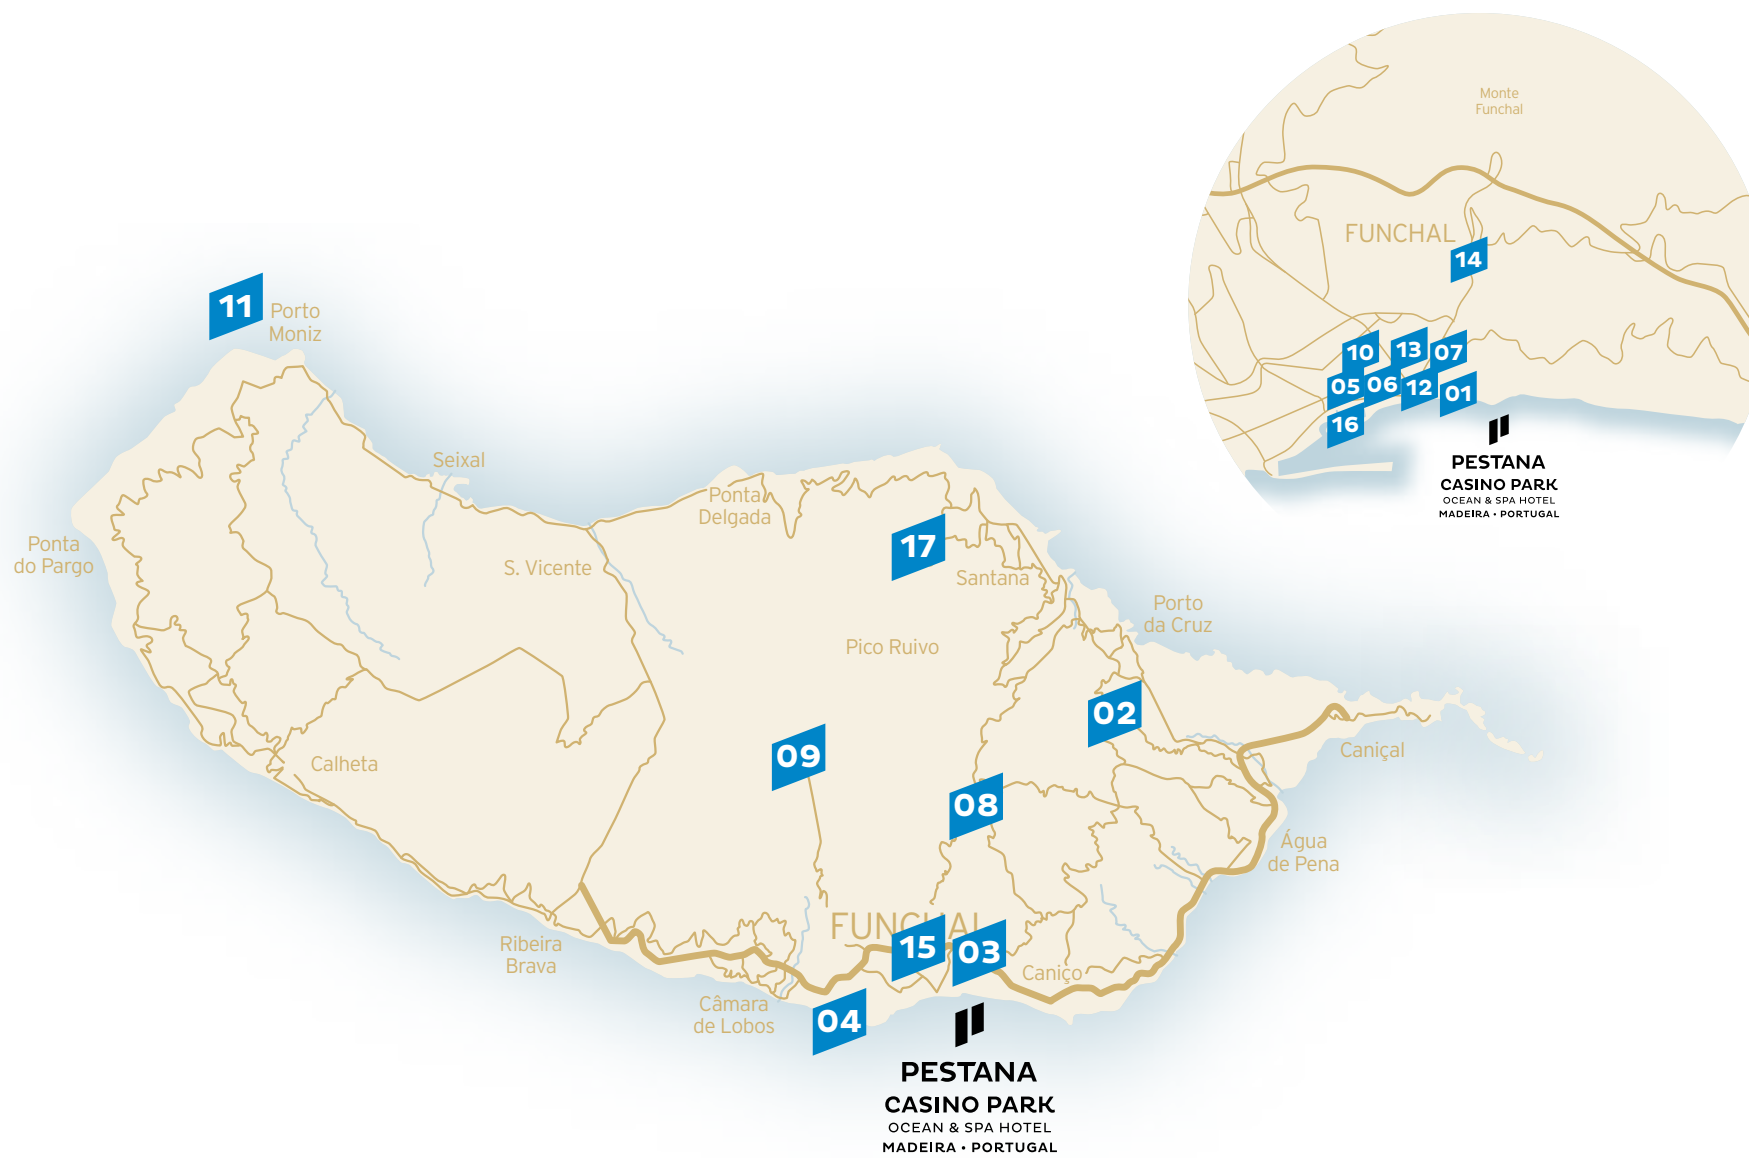 Monte
Funchal
FUNCHAL
14
10
13
07
05
06
12
01
16
PESTANA
CASINO PARK
OCEAN & SPA HOTEL
MADEIRA • PORTUGAL
11
Porto
Moniz
Seixal
Ponta
Delgada
Ponta
do Pargo
S. Vicente
17
Santana
Porto
da Cruz
Pico Ruivo
02
09
Calheta
Caniçal
08
Água
de Pena
FUNCHAL
15
03
Ribeira
Brava
Caniço
Câmara
de Lobos
04
PESTANA
CASINO PARK
OCEAN & SPA HOTEL
MADEIRA • PORTUGAL